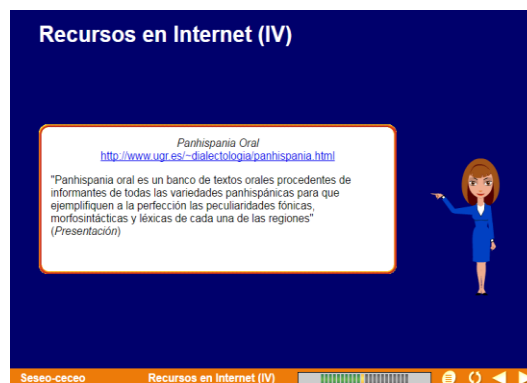 Recursos en Internet (IV)
Panhispania Oral
http://www.ugr.es/~dialectologia/panhispania.html
"Panhispania oral es un banco de textos orales procedentes de
informantes de todas las variedades panhispánicas para que
ejemplifiquen a la perfección las peculiaridades fónicas,
morfosintácticas y léxicas de cada una de las regiones"
(Presentación)
Seseo-ceceo Recursos en Internet (IV)